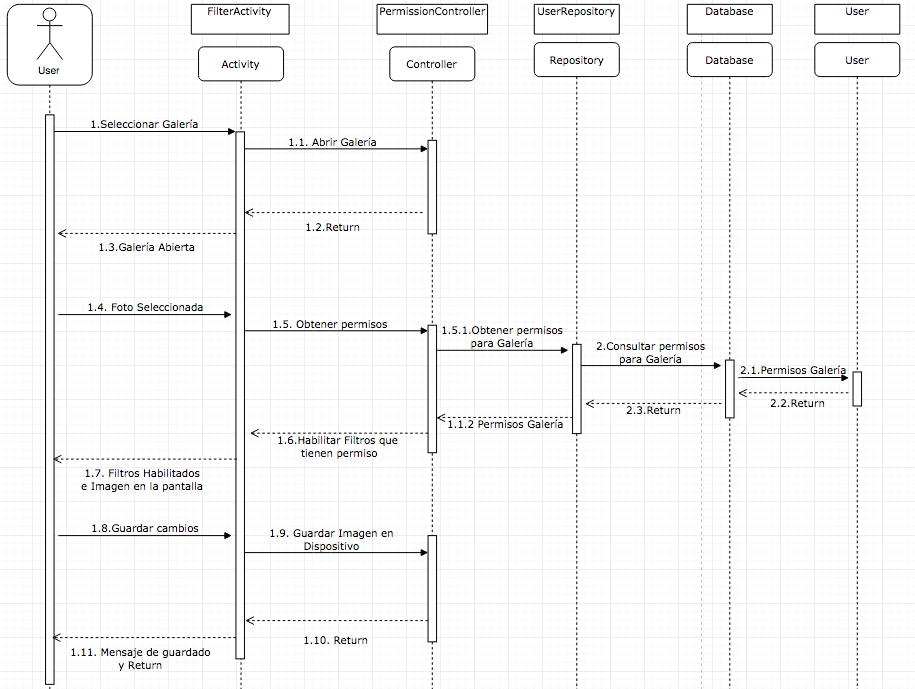 FilterActivity
PermissionController
UserRepository
Database
User
User
Activity
Controller
Repository
Database
User
1.Seleccionar Galería
1.1. Abrir Galería
1.2.Return
1.3.Galería Abierta
1.4. Foto Seleccionada
1.5. Obtener permisos
1.5.1.Obtener permisos
para Galería
2.Consultar permisos
para Galería
2.1.Permisos Galería
2.2.Return
2.3.Return
1.1.2 Permisos Galería
1.6.Habilitar Filtros que
tienen permiso
1.7. Filtros Habilitados
e Imagen en la pantalla
1.8.Guardar cambios
1.9. Guardar Imagen en
Dispositivo
1.10. Return
1.11. Mensaje de guardado
y Return